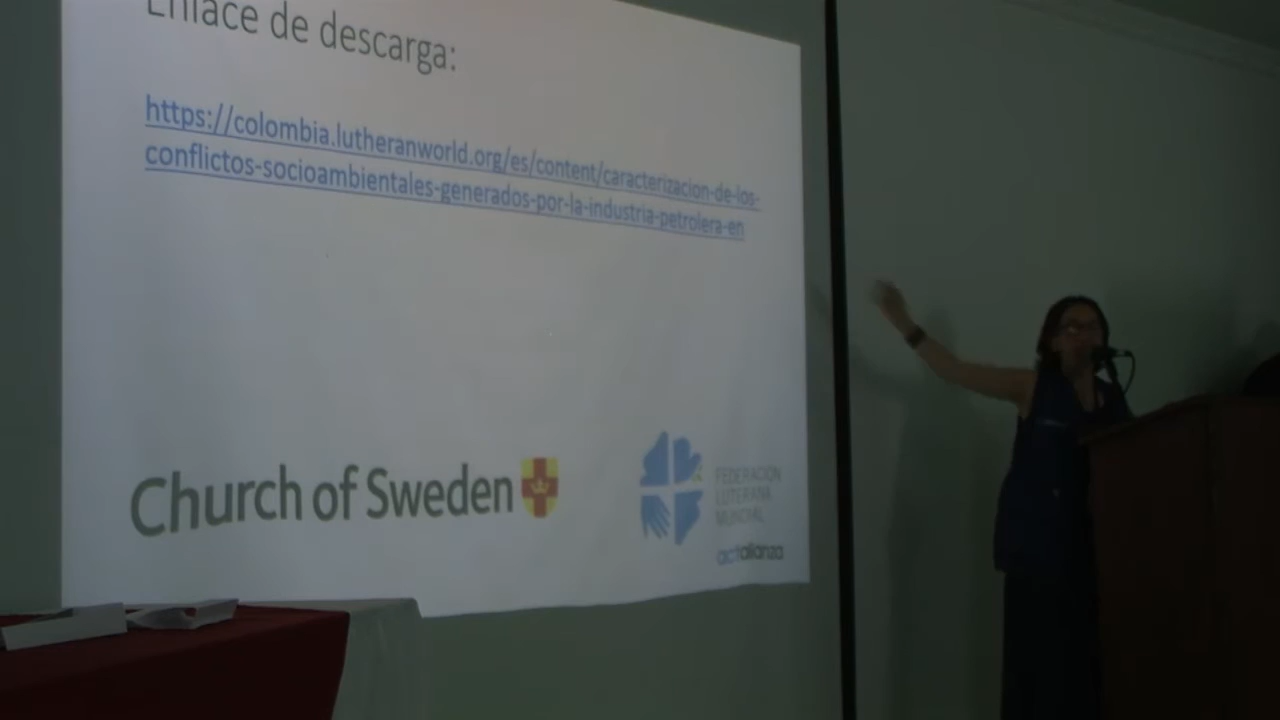 Enlace de descarga:
https://colombia.lutheranworld.org/es/content/caracterizacion-de-los-
conflictos-socioambientales-generados-por-la-industria-petrolera-en
Church of Sweden
FEDERACIÓN
LUTERANA
MUNDIAL
actalianza